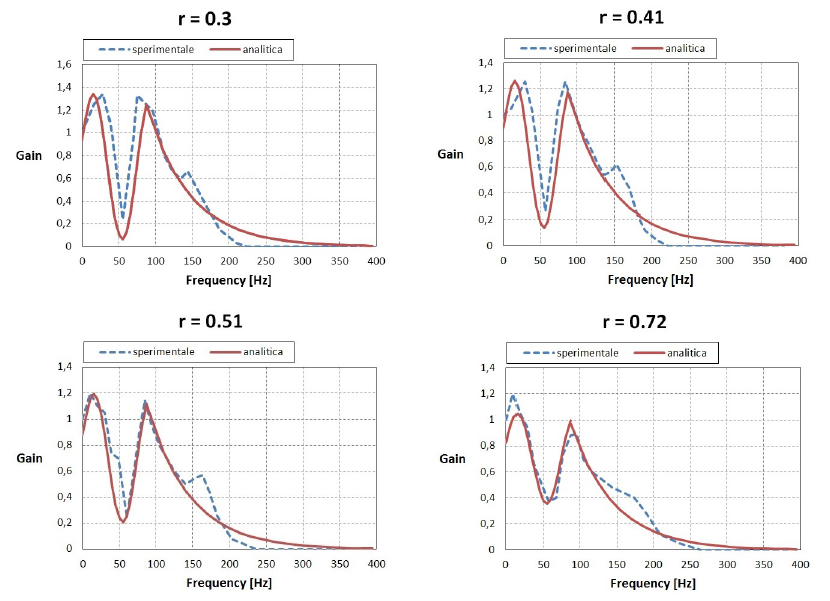 r = 0.3
sperimentale analitica
1,6
1,4
1,2
1
0,8
0,6
0,4
0,2
0
Gain
0 50 100 150 200 250 300 350 400
Frequency [Hz]
r = 0.41
sperimentale analitica
1,4
1,2
1
0,8
0,6
0,4
0,2
0
Gain
0 50 100 150 200 250 300 350 400
Frequency [Hz]
r = 0.51
sperimentale analitica
1,4
1,2
1
0,8
0,6
0,4
0,2
0
Gain
0 50 100 150 200 250 300 350 400
Frequency [Hz]
r = 0.72
sperimentale analitica
1,4
1,2
1
0,8
0,6
0,4
0,2
0
Gain
0 50 100 150 200 250 300 350 400
Frequency [Hz]